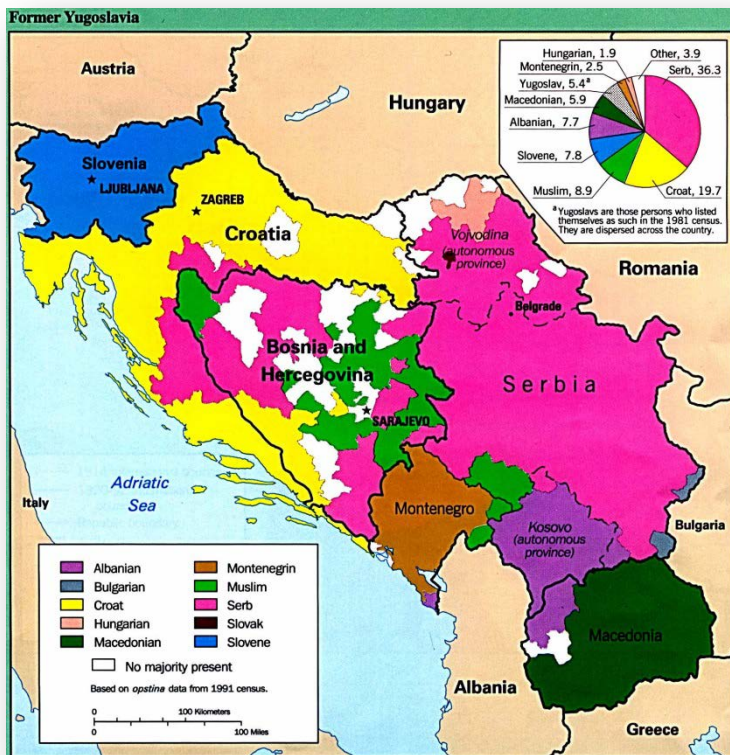 Former Yugoslavia
Austria
Hungary
Hungarian, 1.9
Other, 3.9
Montenegrin, 2.5
Serb, 36.3
Yugoslav, 5.4ᵃ
Macedonian, 5.9
Albanian, 7.7
Slovene, 7.8
Muslim, 8.9
Croat, 19.7
ᵃ Yugoslavs are those persons who listed
themselves as such in the 1981 census.
They are dispersed across the country.
Slovenia
LJUBLJANA
ZAGREB
Croatia
Vojvodina
(autonomous
province)
Romania
Belgrade
Bosnia and
Hercegovina
Serbia
SARAJEVO
Adriatic
Sea
Italy
Montenegro
Kosovo
(autonomous
province)
Bulgaria
Macedonia
Albania
Greece
Albanian
Bulgarian
Croat
Hungarian
Macedonian
Montenegrin
Muslim
Serb
Slovak
Slovene
No majority present
Based on opstina data from 1991 census.
0 100 Kilometers
0 100 Miles